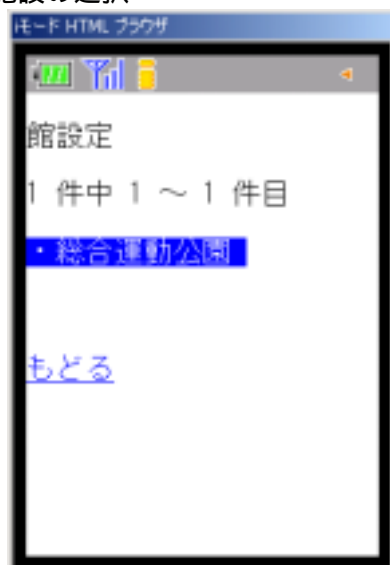 施設の選択
iモード HTML ブラウザ
館設定
1 件中 1 ～ 1 件目
・総合運動公園
もどる